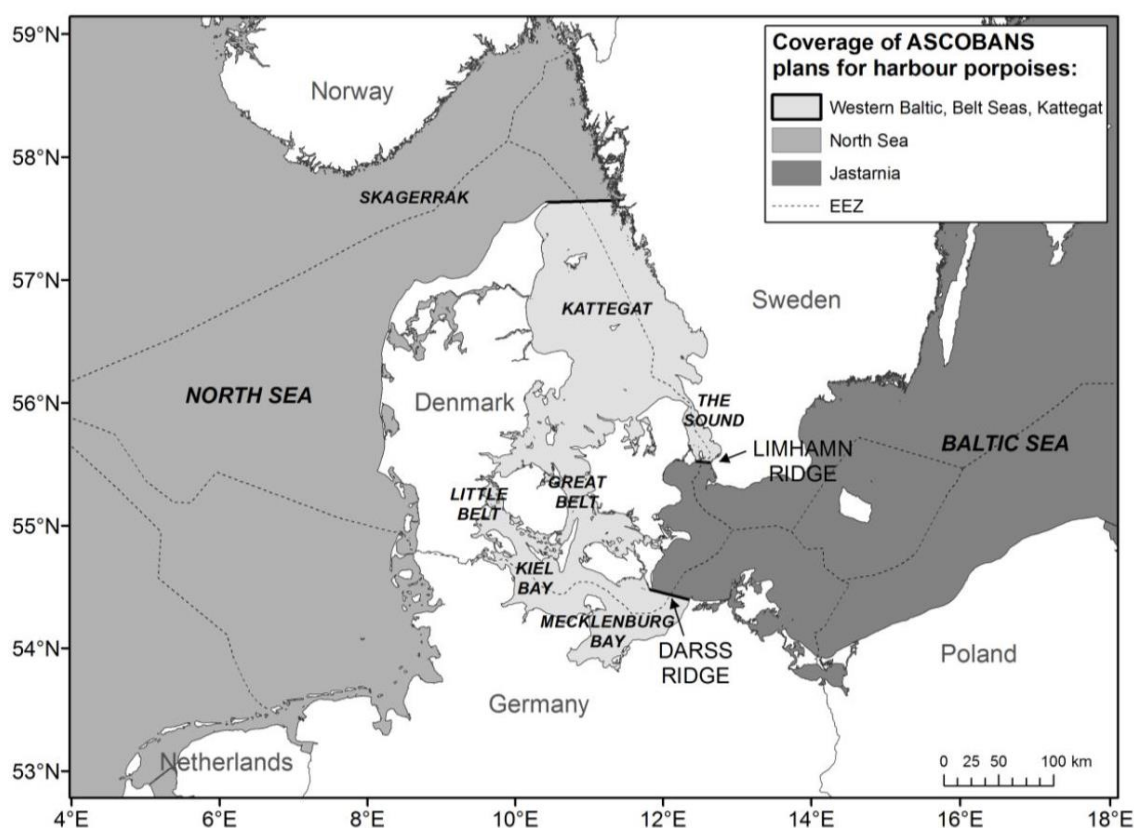 59°N
58°N
57°N
56°N
55°N
54°N
53°N
4°E
6°E
8°E
10°E
12°E
14°E
16°E
18°E
Coverage of ASCOBANS
plans for harbour porpoises:
Western Baltic, Belt Seas, Kattegat
North Sea
Jastarnia
EEZ
Norway
SKAGERRAK
KATTEGAT
Sweden
NORTH SEA
Denmark
THE
SOUND
LIMHAMN
RIDGE
BALTIC SEA
LITTLE
BELT
GREAT
BELT
KIEL
BAY
MECKLENBURG
BAY
DARSS
RIDGE
Poland
Germany
Netherlands
0 25 50 100 km